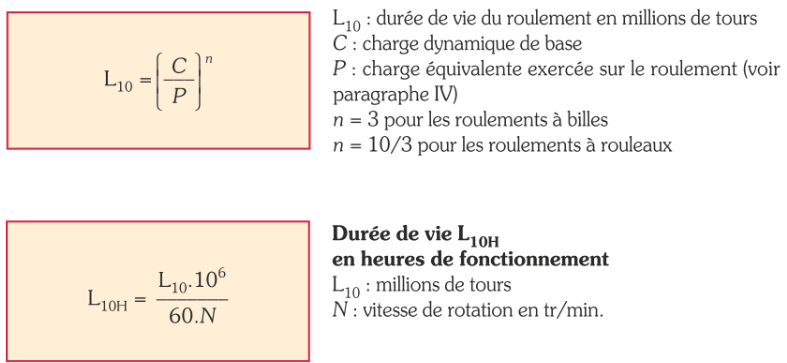 L₁₀ = (C/P)ⁿ
L₁₀ : durée de vie du roulement en millions de tours
C : charge dynamique de base
P : charge équivalente exercée sur le roulement (voir
paragraphe IV)
n = 3 pour les roulements à billes
n = 10/3 pour les roulements à rouleaux
L₁₀H = L₁₀.10⁶ / 60.N
Durée de vie L₁₀H
en heures de fonctionnement
L₁₀ : millions de tours
N : vitesse de rotation en tr/min.